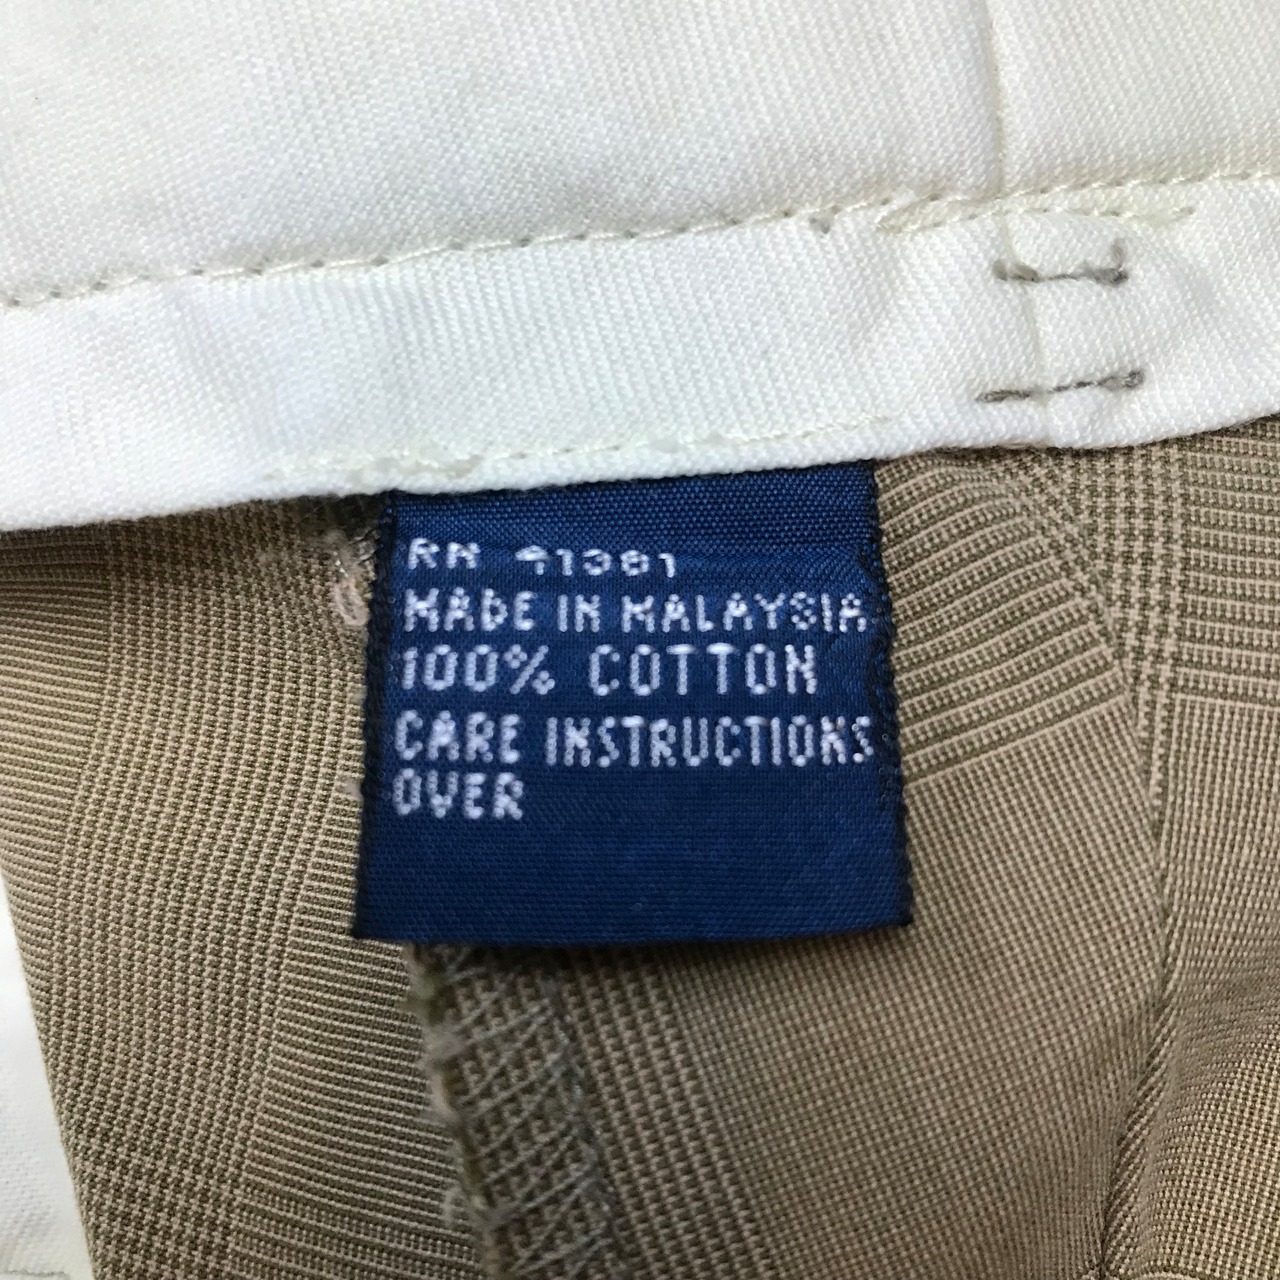 RN 41381
MADE IN MALAYSIA
100% COTTON
CARE INSTRUCTIONS
OVER